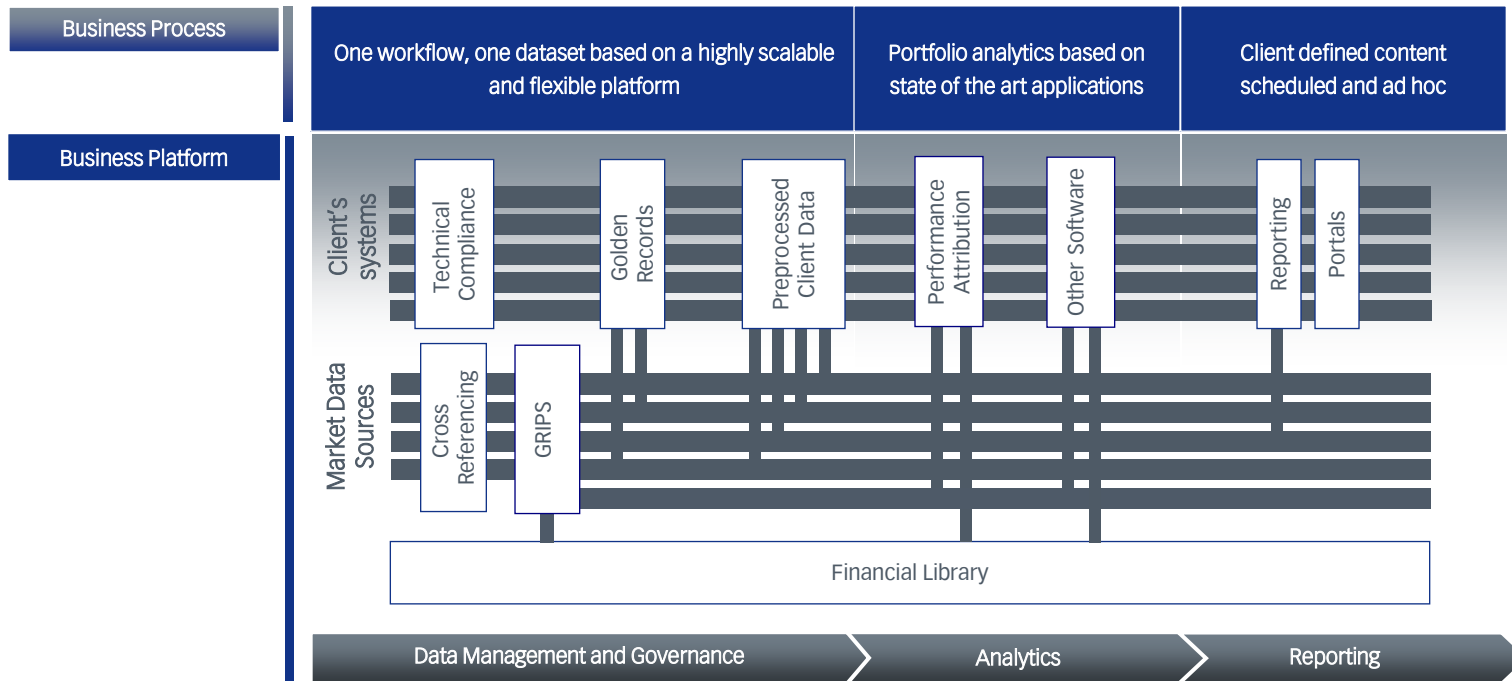 Business Process
One workflow, one dataset based on a highly scalable
and flexible platform
Portfolio analytics based on
state of the art applications
Client defined content
scheduled and ad hoc
Business Platform
Client's
systems
Technical
Compliance
Golden
Records
Preprocessed
Client Data
Performance
Attribution
Other Software
Reporting
Portals
Market Data
Sources
Cross
Referencing
GRIPS
Financial Library
Data Management and Governance
Analytics
Reporting